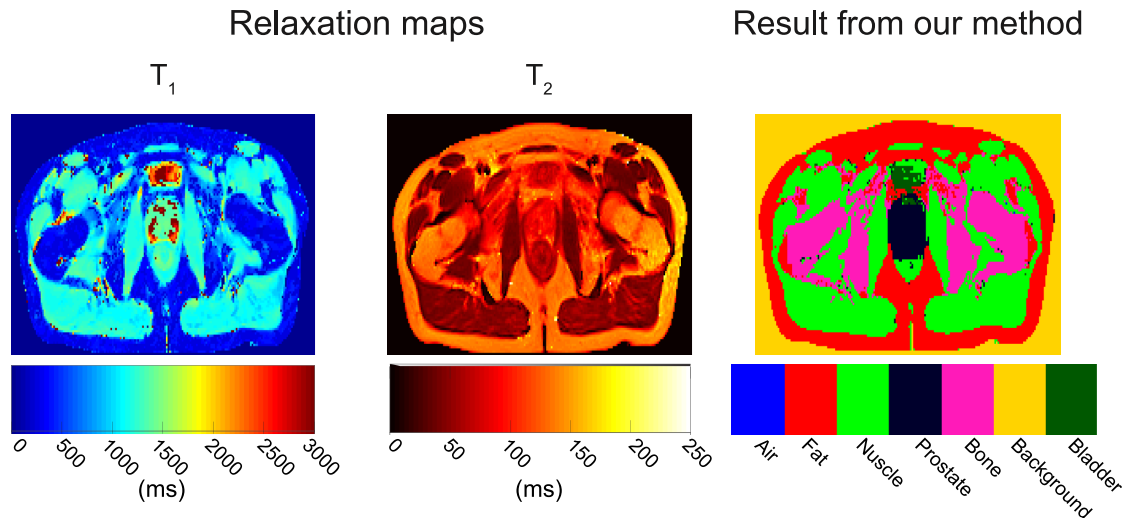 Relaxation maps
Result from our method
T1
T2
0 500 1000 1500 2000 2500 3000
(ms)
0 50 100 150 200 250
(ms)
Air Fat Nuscle Prostate Bone Background Bladder